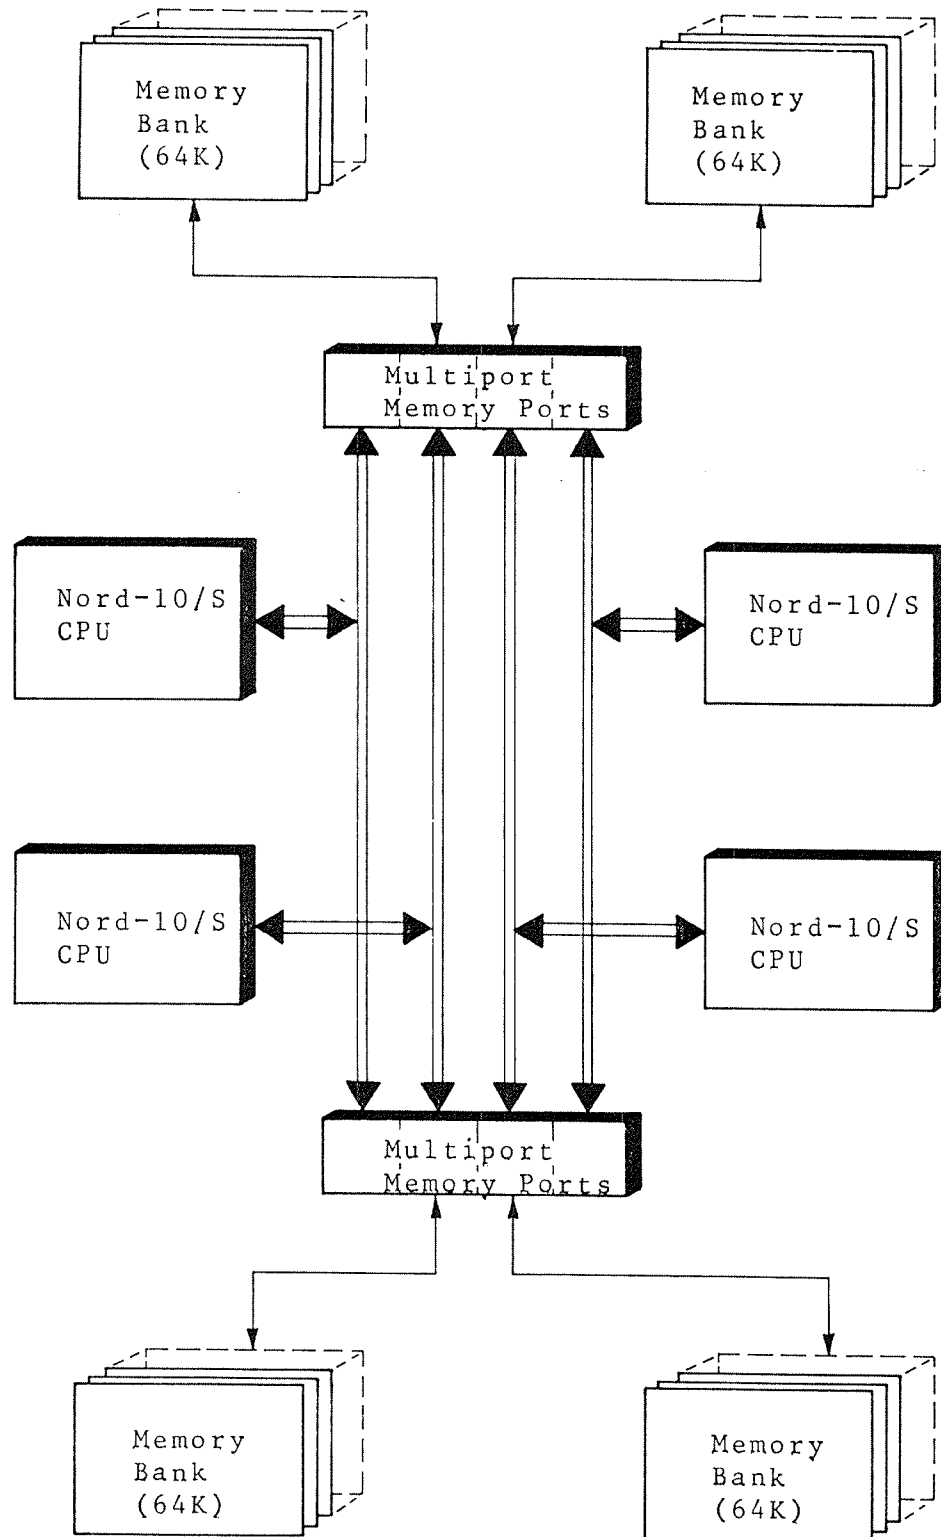 Memory
Bank
(64K)
Memory
Bank
(64K)
Multiport
Memory Ports
Nord-10/S
CPU
Nord-10/S
CPU
Nord-10/S
CPU
Nord-10/S
CPU
Multiport
Memory Ports
Memory
Bank
(64K)
Memory
Bank
(64K)